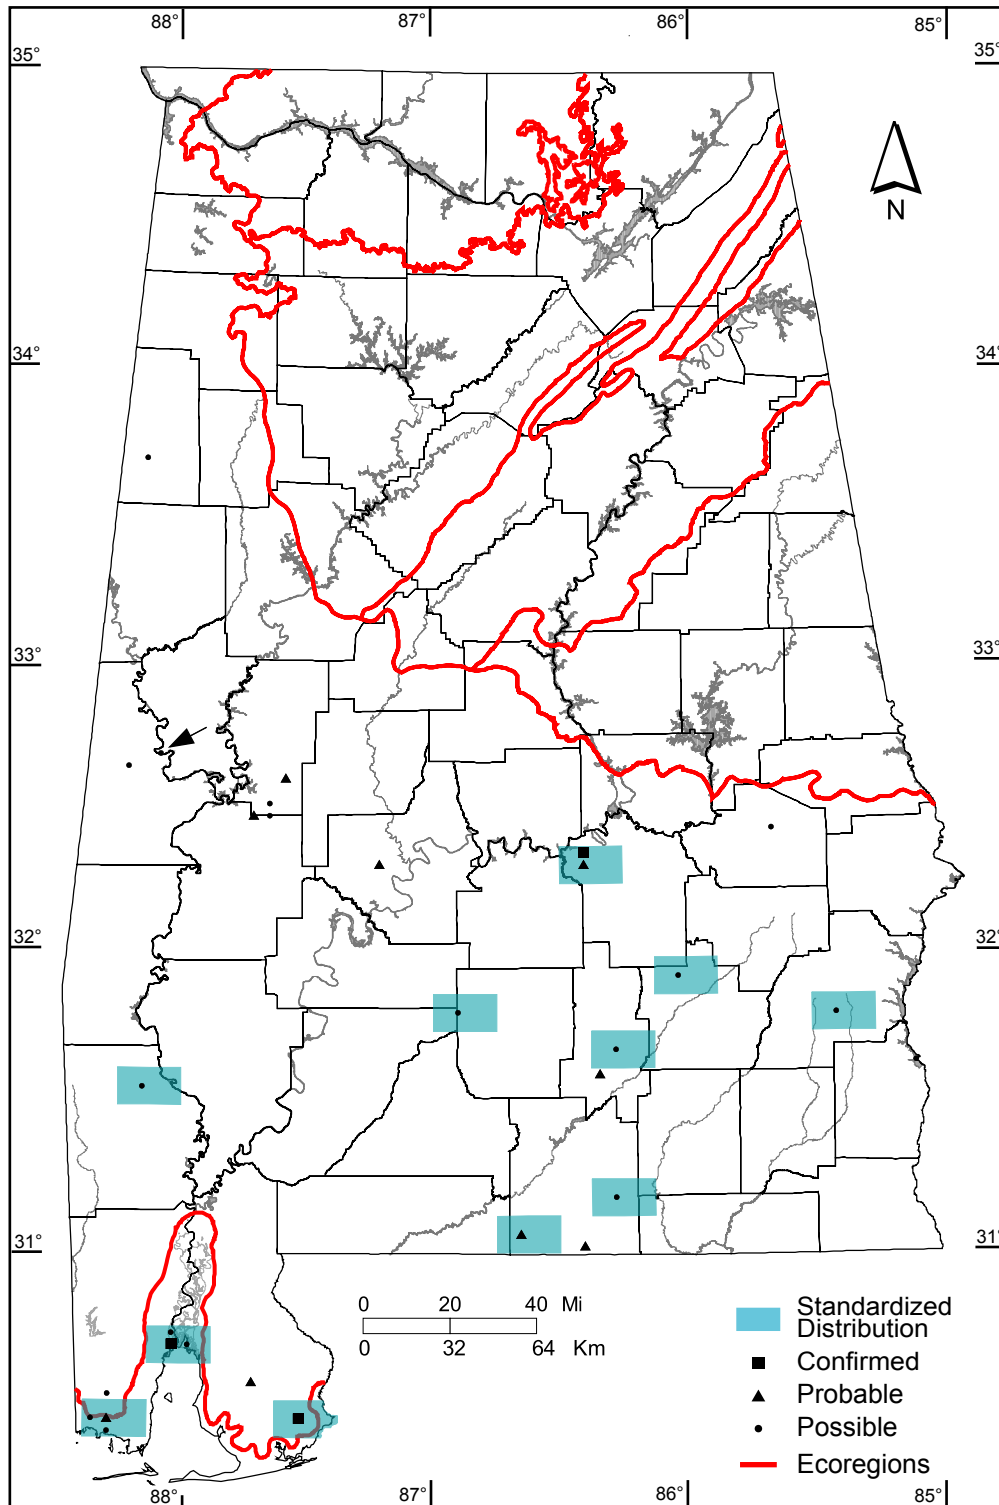 88° 87° 86° 85°
35° 35°
N
34° 34°
33° 33°
32° 32°
31° 31°
0 20 40 Mi
0 32 64 Km
Standardized
Distribution
Confirmed
Probable
Possible
Ecoregions
88° 87° 86° 85°